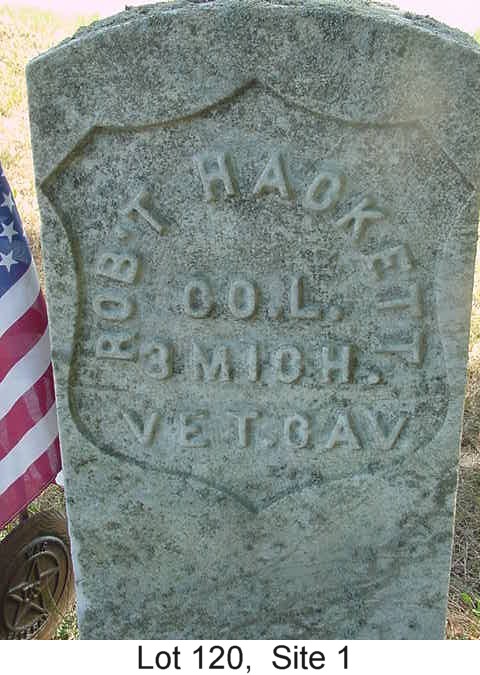 ROB'T HACKETT
CO. L.
3 MICH.
VET. CAV
Lot 120, Site 1